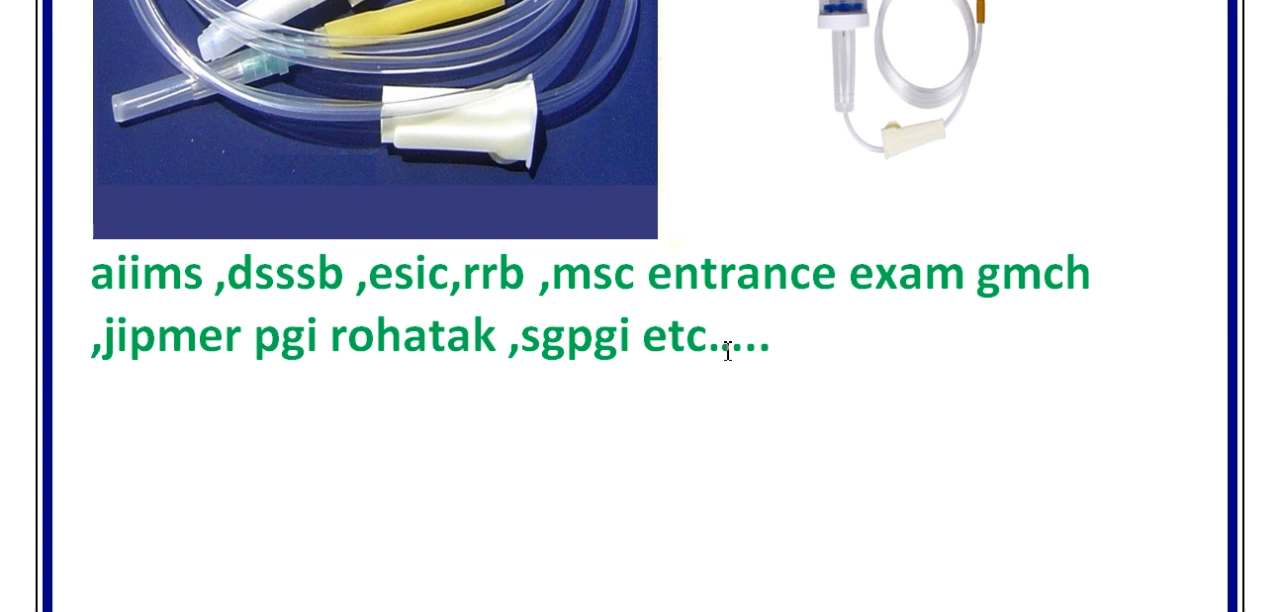 aiims ,dsssb ,esic,rrb ,msc entrance exam gmch
,jipmer pgi rohatak ,sgpgi etc.....